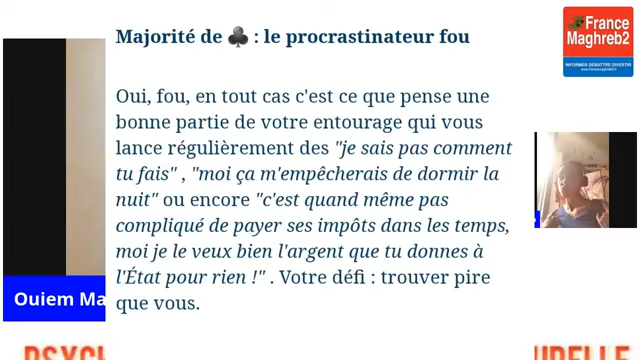 Majorité de ♣ : le procrastinateur fou
Oui, fou, en tout cas c'est ce que pense une
bonne partie de votre entourage qui vous
lance régulièrement des "je sais pas comment
tu fais" , "moi ça m'empêcherais de dormir la
nuit" ou encore "c'est quand même pas
compliqué de payer ses impôts dans les temps,
moi je le veux bien l'argent que tu donnes à
l'État pour rien !" . Votre défi : trouver pire
que vous.
France
Maghreb2
INFORMER DEBATTRE DIVERTIR
Ouiem Ma
PSYCH
URELLE